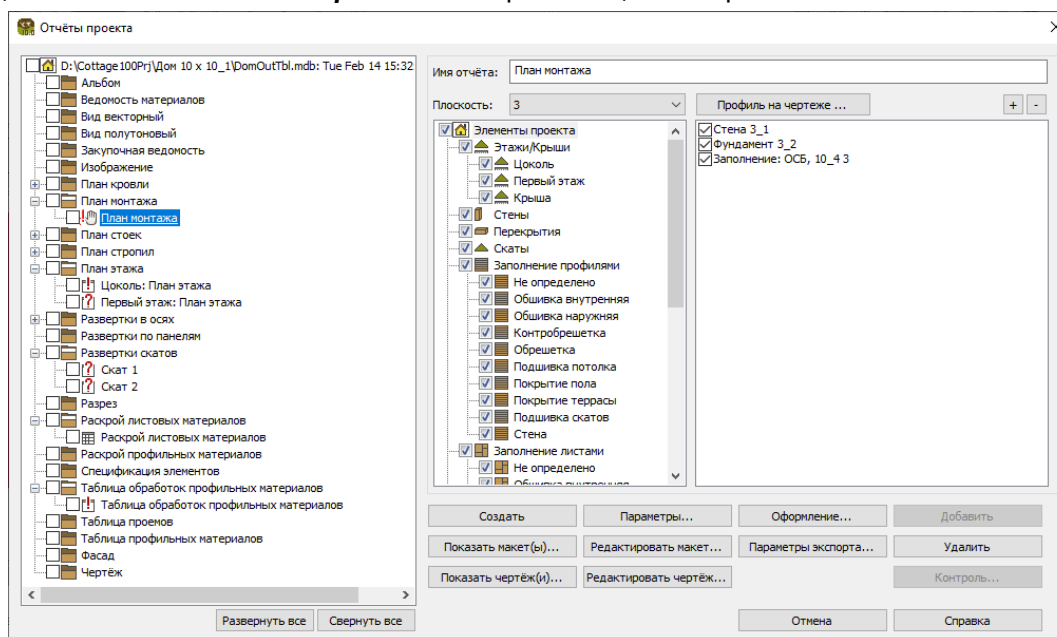 Отчёты проекта
D:\Cottage100Prj\Дом 10 x 10_1\DomOutTbl.mdb: Tue Feb 14 15:32
Альбом
Ведомость материалов
Вид векторный
Вид полутоновый
Закупочная ведомость
Изображение
План кровли
План монтажа
План монтажа
План стоек
План стропил
План этажа
Цоколь: План этажа
Первый этаж: План этажа
Развертки в осях
Развертки по панелям
Развертки скатов
Скат 1
Скат 2
Разрез
Раскрой листовых материалов
Раскрой листовых материалов
Раскрой профильных материалов
Спецификация элементов
Таблица обработок профильных материалов
Таблица обработок профильных материалов
Таблица проемов
Таблица профильных материалов
Фасад
Чертёж
Развернуть все Свернуть все
Имя отчёта: План монтажа
Плоскость: 3 Профиль на чертеже ... + -
Элементы проекта
Этажи/Крыши
Цоколь
Первый этаж
Крыша
Стены
Перекрытия
Скаты
Заполнение профилями
Не определено
Обшивка внутренняя
Обшивка наружняя
Контробрешетка
Обрешетка
Подшивка потолка
Покрытие пола
Покрытие террасы
Подшивка скатов
Стена
Заполнение листами
Не определено
Стена 3_1
Фундамент 3_2
Заполнение: ОСБ, 10_4 3
Создать Параметры... Оформление... Добавить
Показать макет(ы)... Редактировать макет... Параметры экспорта... Удалить
Показать чертёж(и)... Редактировать чертёж... Контроль...
Отмена Справка